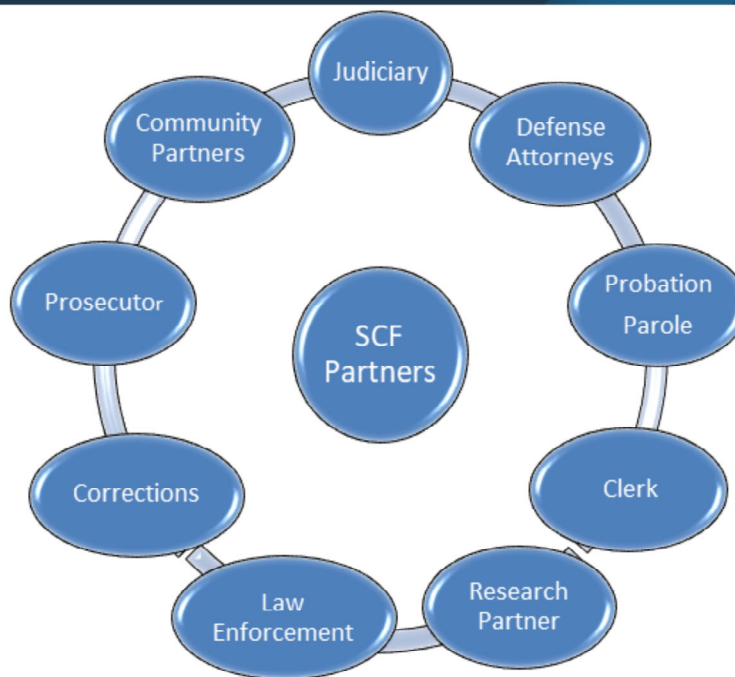 Judiciary
Defense
Attorneys
Probation
Parole
Clerk
Research
Partner
Law
Enforcement
Corrections
Prosecutor
Community
Partners
SCF
Partners